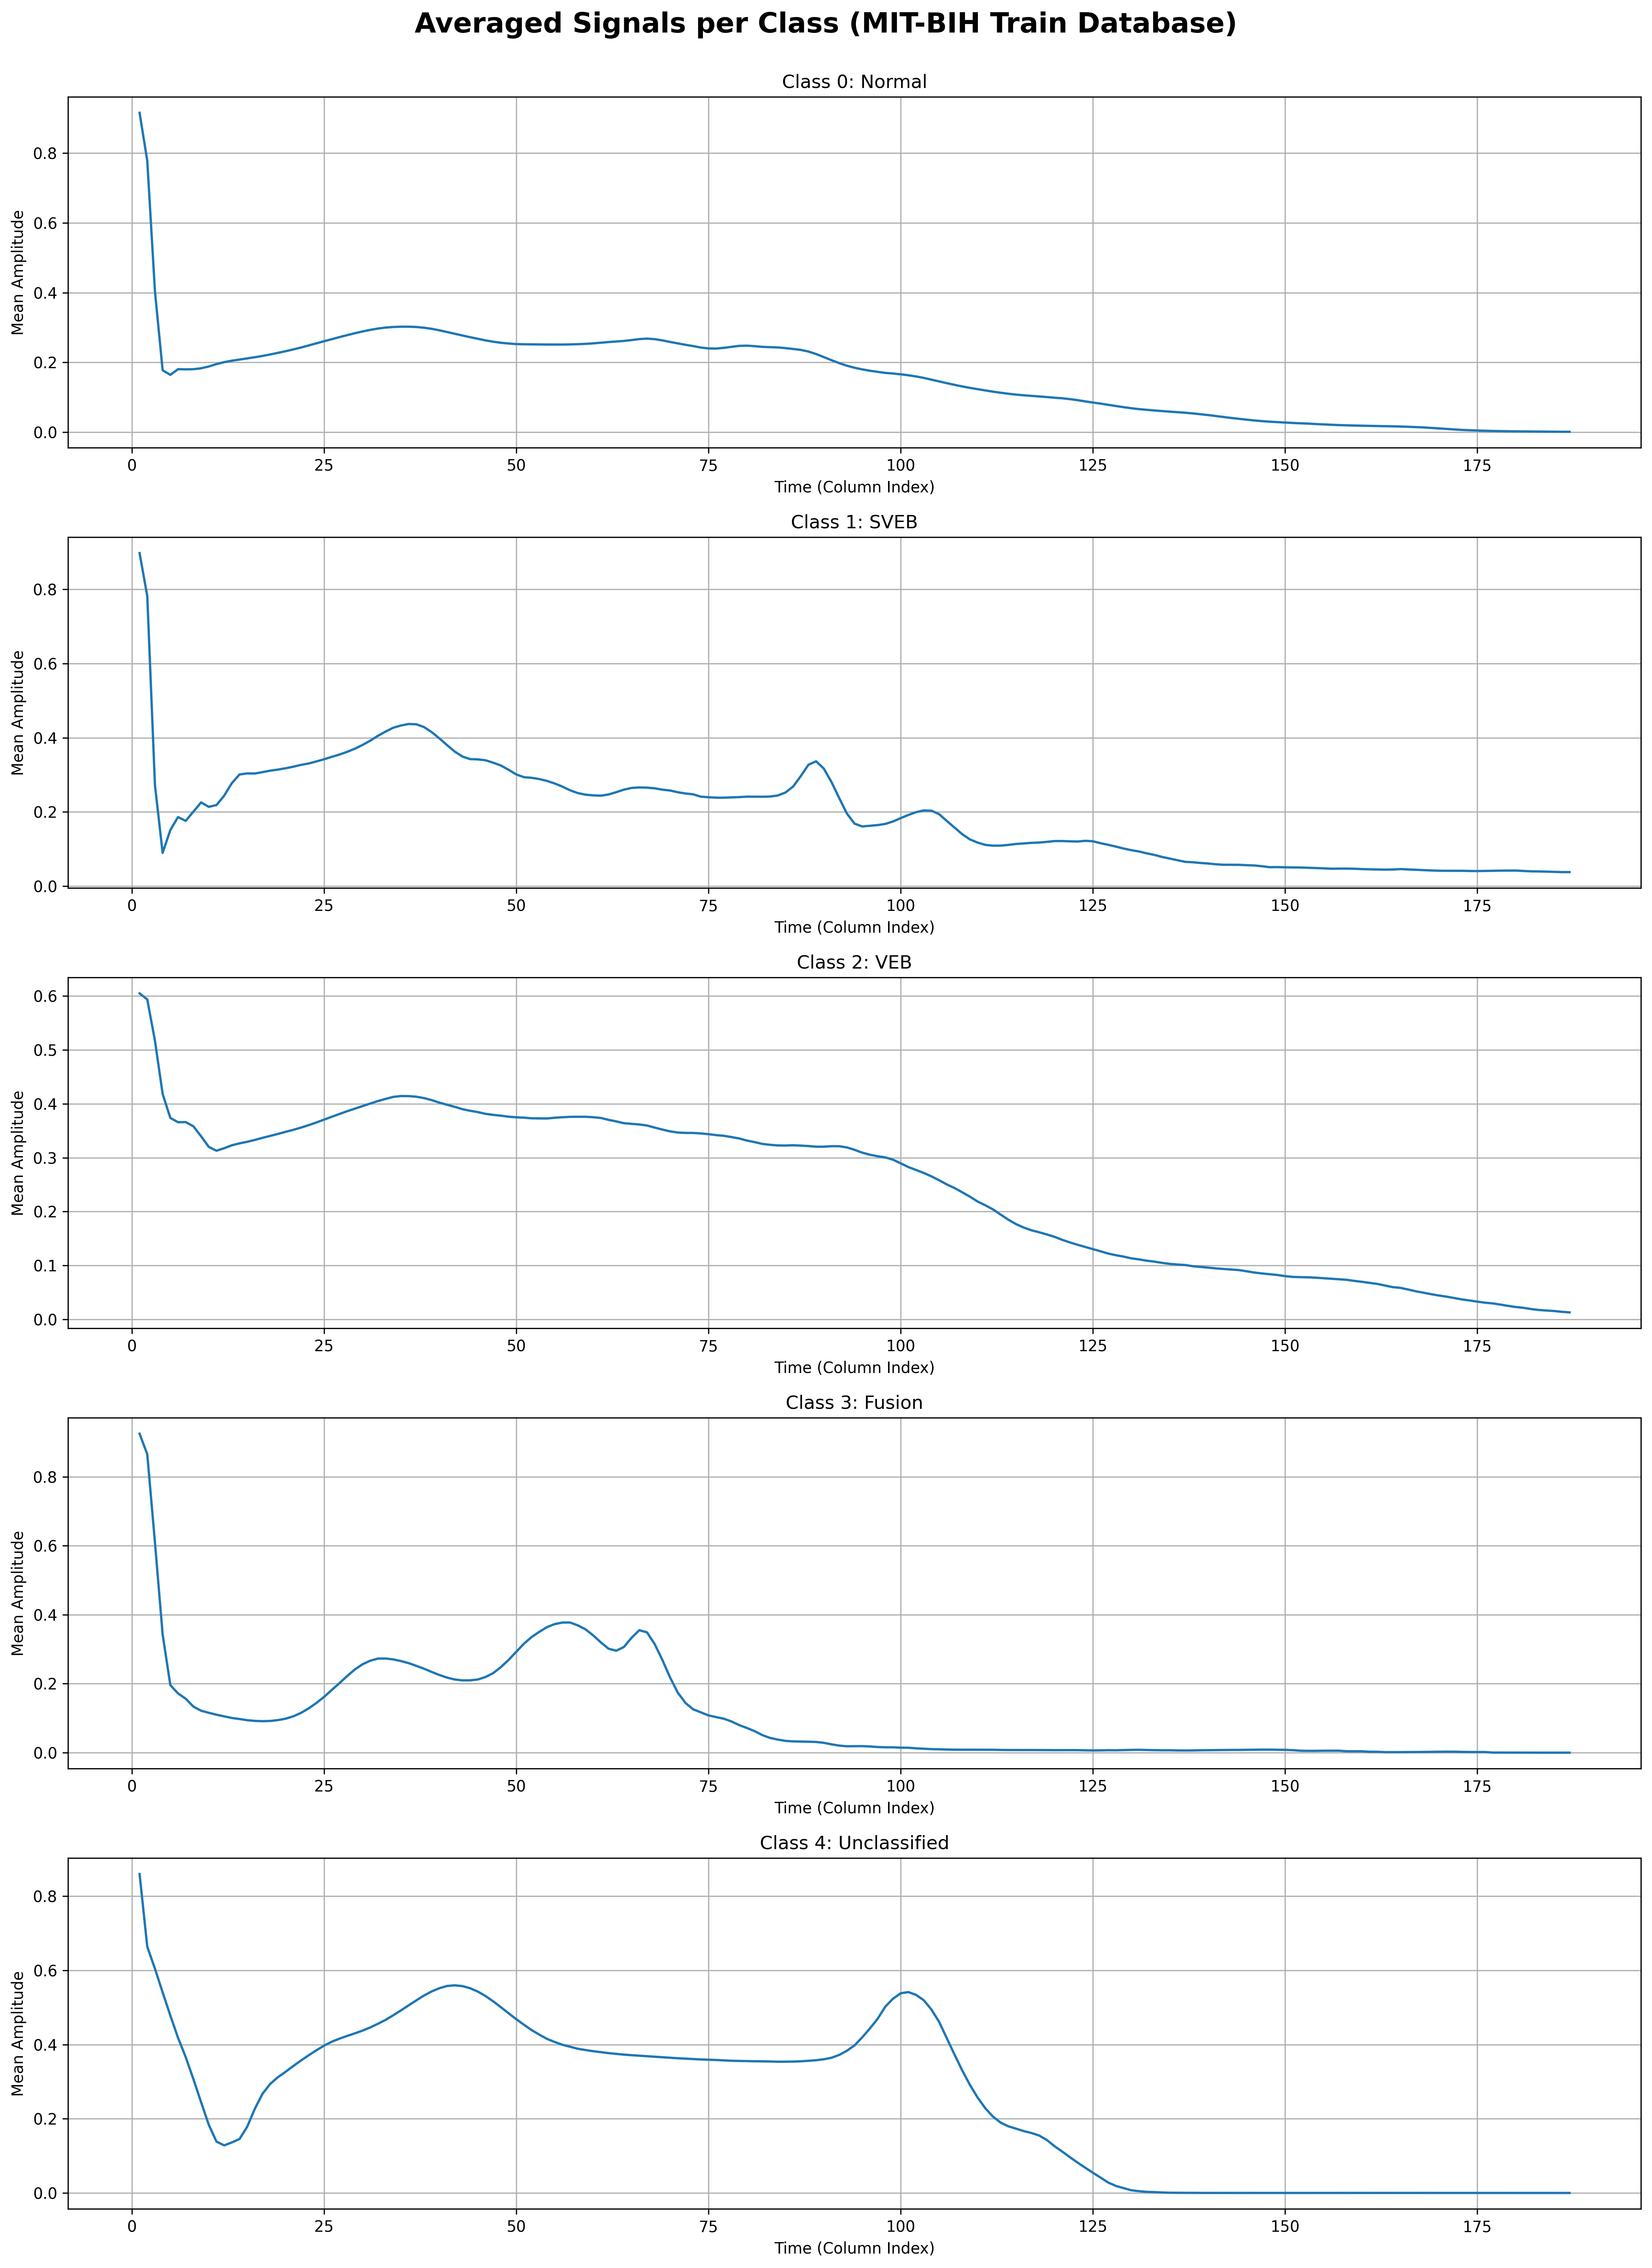 Averaged Signals per Class (MIT-BIH Train Database)
Class 0: Normal
Mean Amplitude
0.8
0.6
0.4
0.2
0.0
0 25 50 75 100 125 150 175
Time (Column Index)
Class 1: SVEB
Mean Amplitude
0.8
0.6
0.4
0.2
0.0
0 25 50 75 100 125 150 175
Time (Column Index)
Class 2: VEB
Mean Amplitude
0.6
0.5
0.4
0.3
0.2
0.1
0.0
0 25 50 75 100 125 150 175
Time (Column Index)
Class 3: Fusion
Mean Amplitude
0.8
0.6
0.4
0.2
0.0
0 25 50 75 100 125 150 175
Time (Column Index)
Class 4: Unclassified
Mean Amplitude
0.8
0.6
0.4
0.2
0.0
0 25 50 75 100 125 150 175
Time (Column Index)